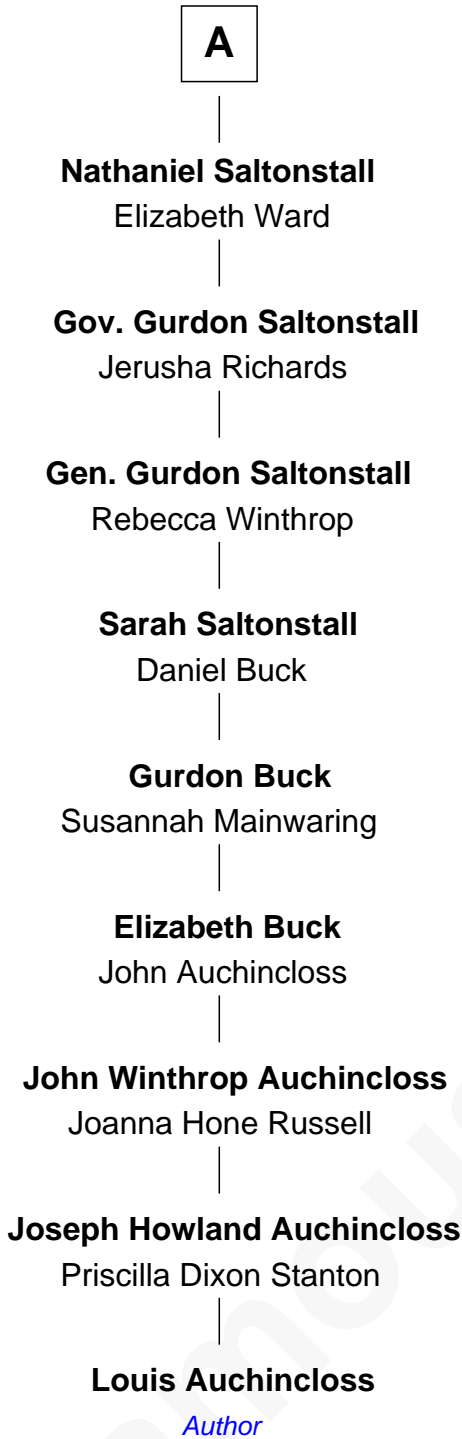 A
Nathaniel Saltonstall
Elizabeth Ward
Gov. Gurdon Saltonstall
Jerusha Richards
Gen. Gurdon Saltonstall
Rebecca Winthrop
Sarah Saltonstall
Daniel Buck
Gurdon Buck
Susannah Mainwaring
Elizabeth Buck
John Auchincloss
John Winthrop Auchincloss
Joanna Hone Russell
Joseph Howland Auchincloss
Priscilla Dixon Stanton
Louis Auchincloss
Author